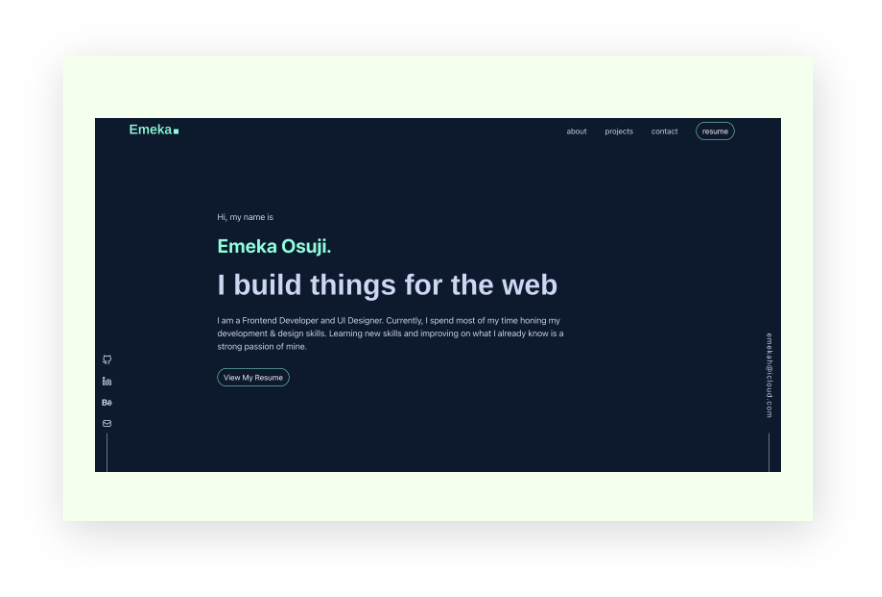 Emeka
about projects contact resume
Hi, my name is
Emeka Osuji.
I build things for the web
I am a Frontend Developer and UI Designer. Currently, I spend most of my time honing my
development & design skills. Learning new skills and improving on what I already know is a
strong passion of mine.
View My Resume
in
Bē
emekah@icloud.com